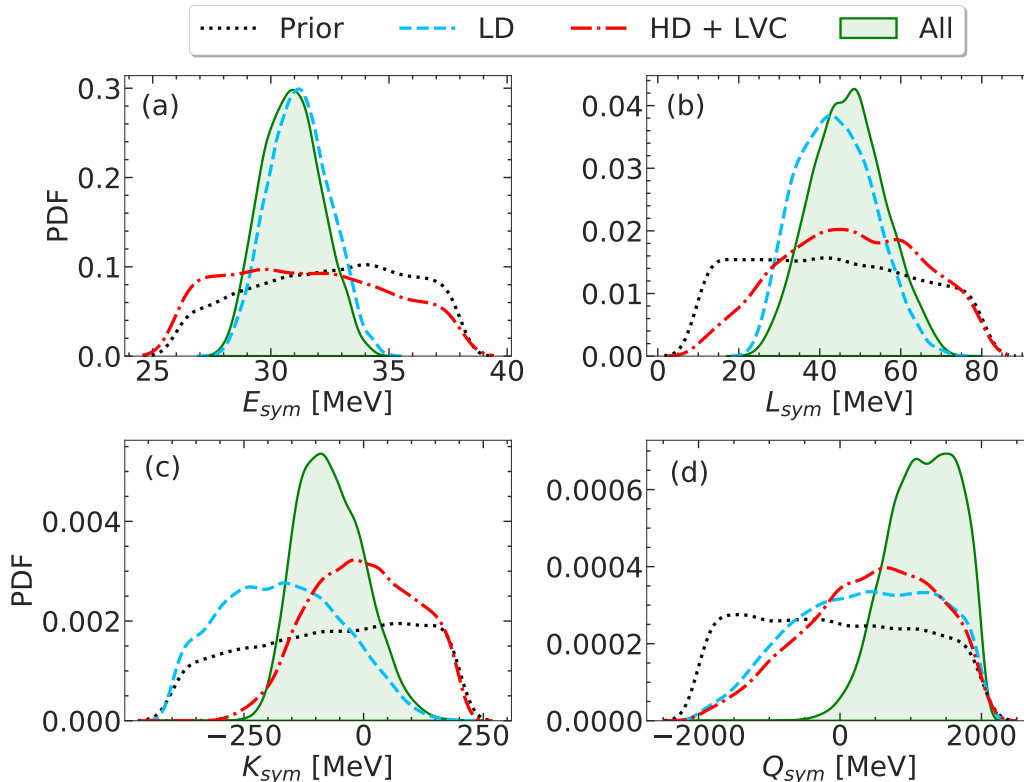 Prior LD HD + LVC All
(a)
0.3
0.2
0.1
0.0
PDF
25 30 35 40
E_sym [MeV]
(b)
0.04
0.03
0.02
0.01
0.00
0 20 40 60 80
L_sym [MeV]
(c)
0.004
0.002
0.000
PDF
−250 0 250
K_sym [MeV]
(d)
0.0006
0.0004
0.0002
0.0000
−2000 0 2000
Q_sym [MeV]